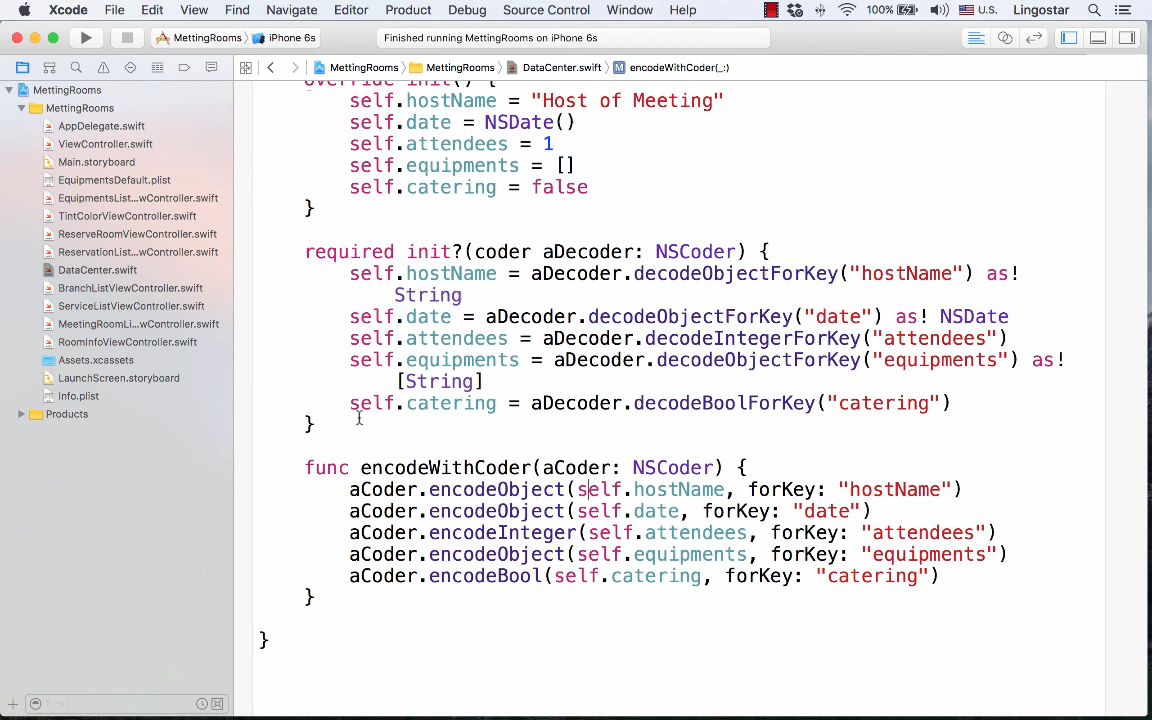 Xcode File Edit View Find Navigate Editor Product Debug Source Control Window Help 100% U.S. Lingostar
MettingRooms iPhone 6s Finished running MettingRooms on iPhone 6s
MettingRooms MettingRooms DataCenter.swift M encodeWithCoder(_:)
MettingRooms
MettingRooms
AppDelegate.swift
ViewController.swift
Main.storyboard
EquipmentsDefault.plist
EquipmentsList...wController.swift
TintColorViewController.swift
ReserveRoomViewController.swift
ReservationList...wController.swift
DataCenter.swift
BranchListViewController.swift
ServiceListViewController.swift
MeetingRoomLi...wController.swift
RoomInfoViewController.swift
Assets.xcassets
LaunchScreen.storyboard
Info.plist
Products
Filter
override init() {
self.hostName = "Host of Meeting"
self.date = NSDate()
self.attendees = 1
self.equipments = []
self.catering = false
}
required init?(coder aDecoder: NSCoder) {
self.hostName = aDecoder.decodeObjectForKey("hostName") as!
String
self.date = aDecoder.decodeObjectForKey("date") as! NSDate
self.attendees = aDecoder.decodeIntegerForKey("attendees")
self.equipments = aDecoder.decodeObjectForKey("equipments") as!
[String]
self.catering = aDecoder.decodeBoolForKey("catering")
}
func encodeWithCoder(aCoder: NSCoder) {
aCoder.encodeObject(self.hostName, forKey: "hostName")
aCoder.encodeObject(self.date, forKey: "date")
aCoder.encodeInteger(self.attendees, forKey: "attendees")
aCoder.encodeObject(self.equipments, forKey: "equipments")
aCoder.encodeBool(self.catering, forKey: "catering")
}
}